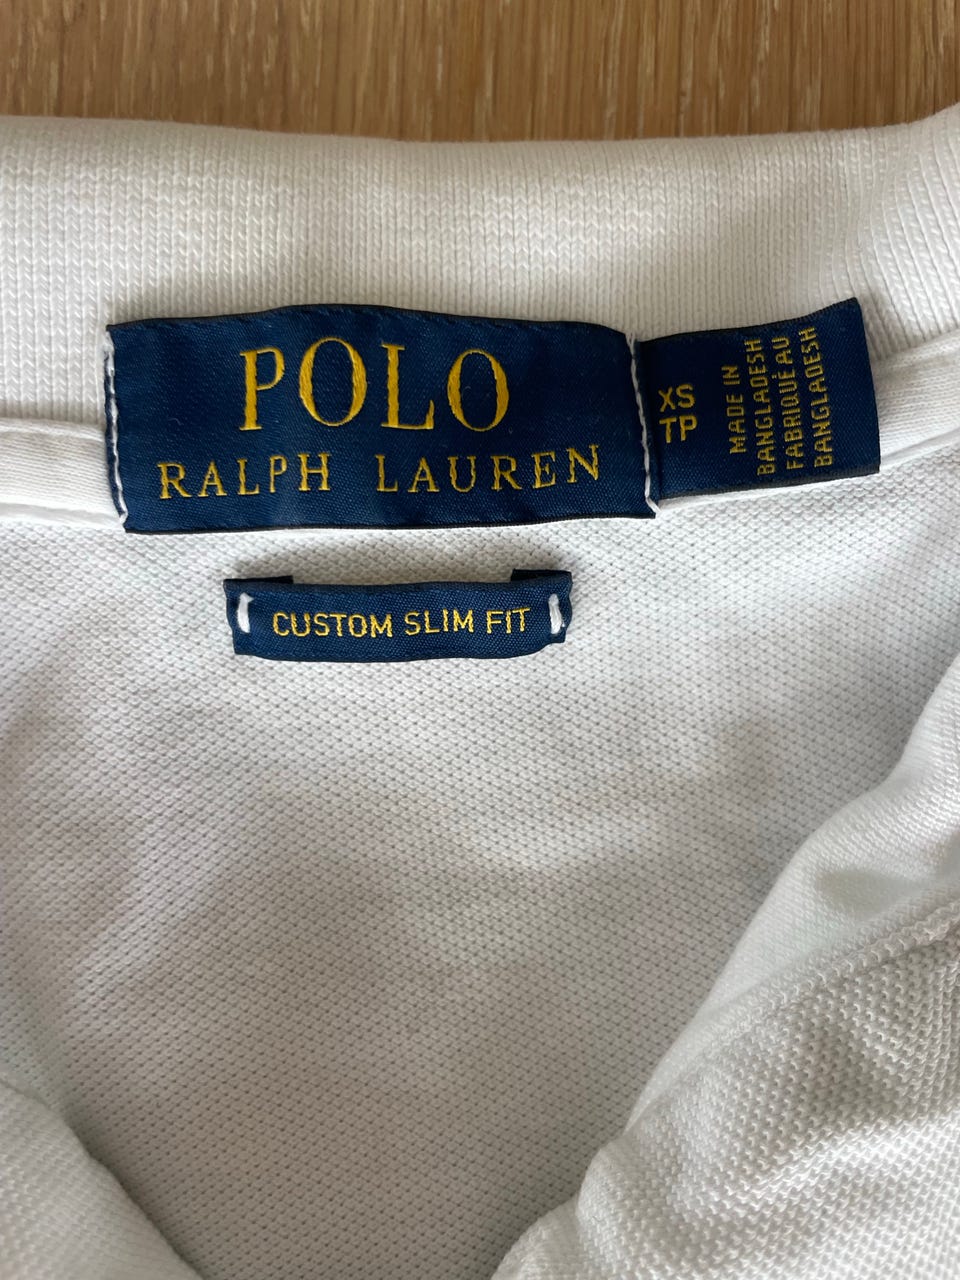 POLO
RALPH LAUREN
XS
TP
MADE IN
BANGLADESH
FABRIQUÉ AU
BANGLADESH
CUSTOM SLIM FIT